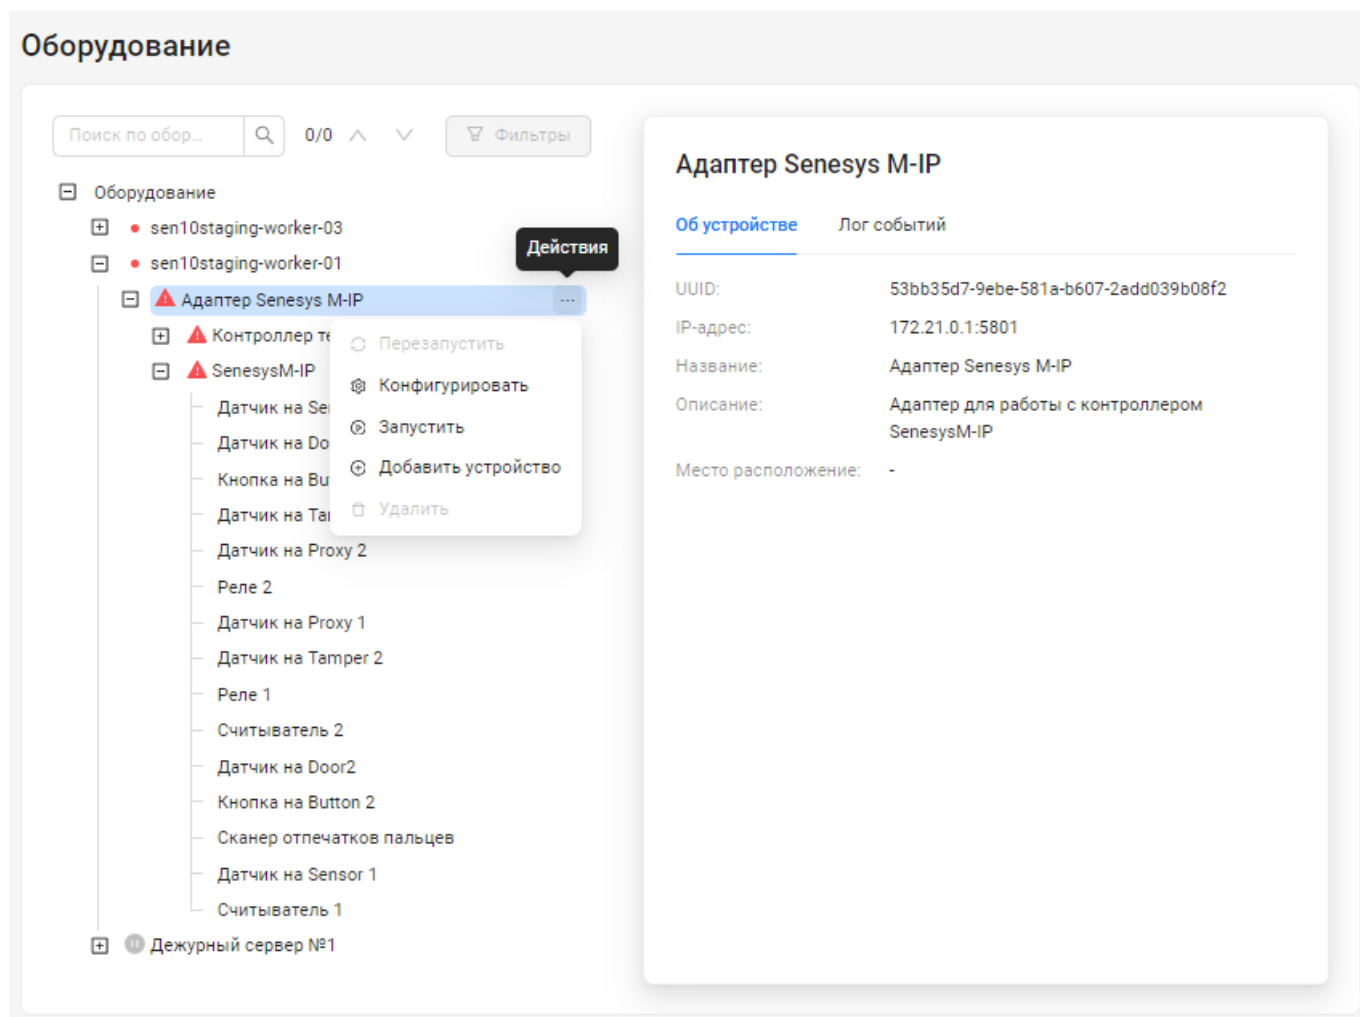 Оборудование
Поиск по обор...
0/0
Фильтры
Оборудование
sen10staging-worker-03
sen10staging-worker-01
Действия
Адаптер Senesys M-IP
...
Контроллер те
SenesysM-IP
Датчик на Se
Датчик на Do
Кнопка на Bu
Датчик на Ta
Датчик на Proxy 2
Реле 2
Датчик на Proxy 1
Датчик на Tamper 2
Реле 1
Считыватель 2
Датчик на Door2
Кнопка на Button 2
Сканер отпечатков пальцев
Датчик на Sensor 1
Считыватель 1
Дежурный сервер №1
Перезапустить
Конфигурировать
Запустить
Добавить устройство
Удалить
Адаптер Senesys M-IP
Об устройстве Лог событий
UUID: 53bb35d7-9ebe-581a-b607-2add039b08f2
IP-адрес: 172.21.0.1:5801
Название: Адаптер Senesys M-IP
Описание: Адаптер для работы с контроллером
SenesysM-IP
Место расположение: -